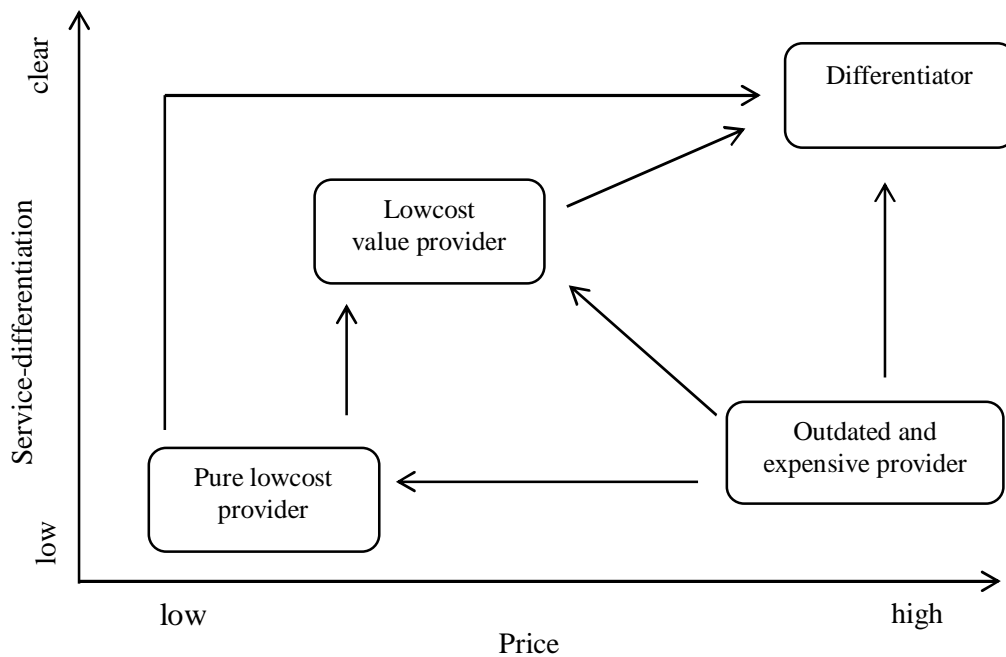 clear
Differentiator
Service-differentiation
Lowcost
value provider
Outdated and
expensive provider
Pure lowcost
provider
low
low
high
Price